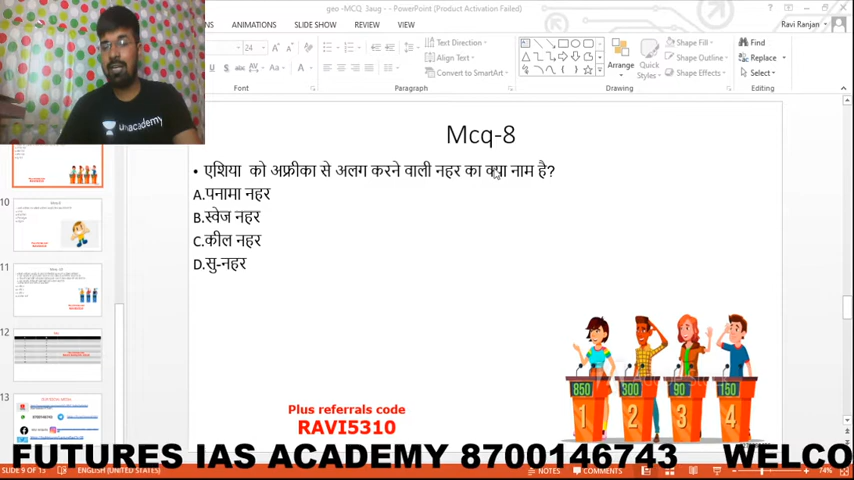 geo -MCQ 3aug - - PowerPoint (Product Activation Failed)
ANIMATIONS SLIDE SHOW REVIEW VIEW
Ravi Ranjan
24
Text Direction
Align Text
Convert to SmartArt
Arrange
Quick
Styles
Shape Fill
Shape Outline
Shape Effects
Find
Replace
Select
Font
Paragraph
Drawing
Editing
unacademy
Mcq-8
• एशिया को अफ्रीका से अलग करने वाली नहर का क्या नाम है?
A.पनामा नहर
B.स्वेज नहर
C.कील नहर
D.सु-नहर
10
11
12
13
850 300 90 150
1 2 3 4
Plus referrals code
RAVI5310
FUTURES IAS ACADEMY 8700146743 WELCO
SLIDE 9 OF 13 ENGLISH (UNITED STATES)
NOTES COMMENTS 74%